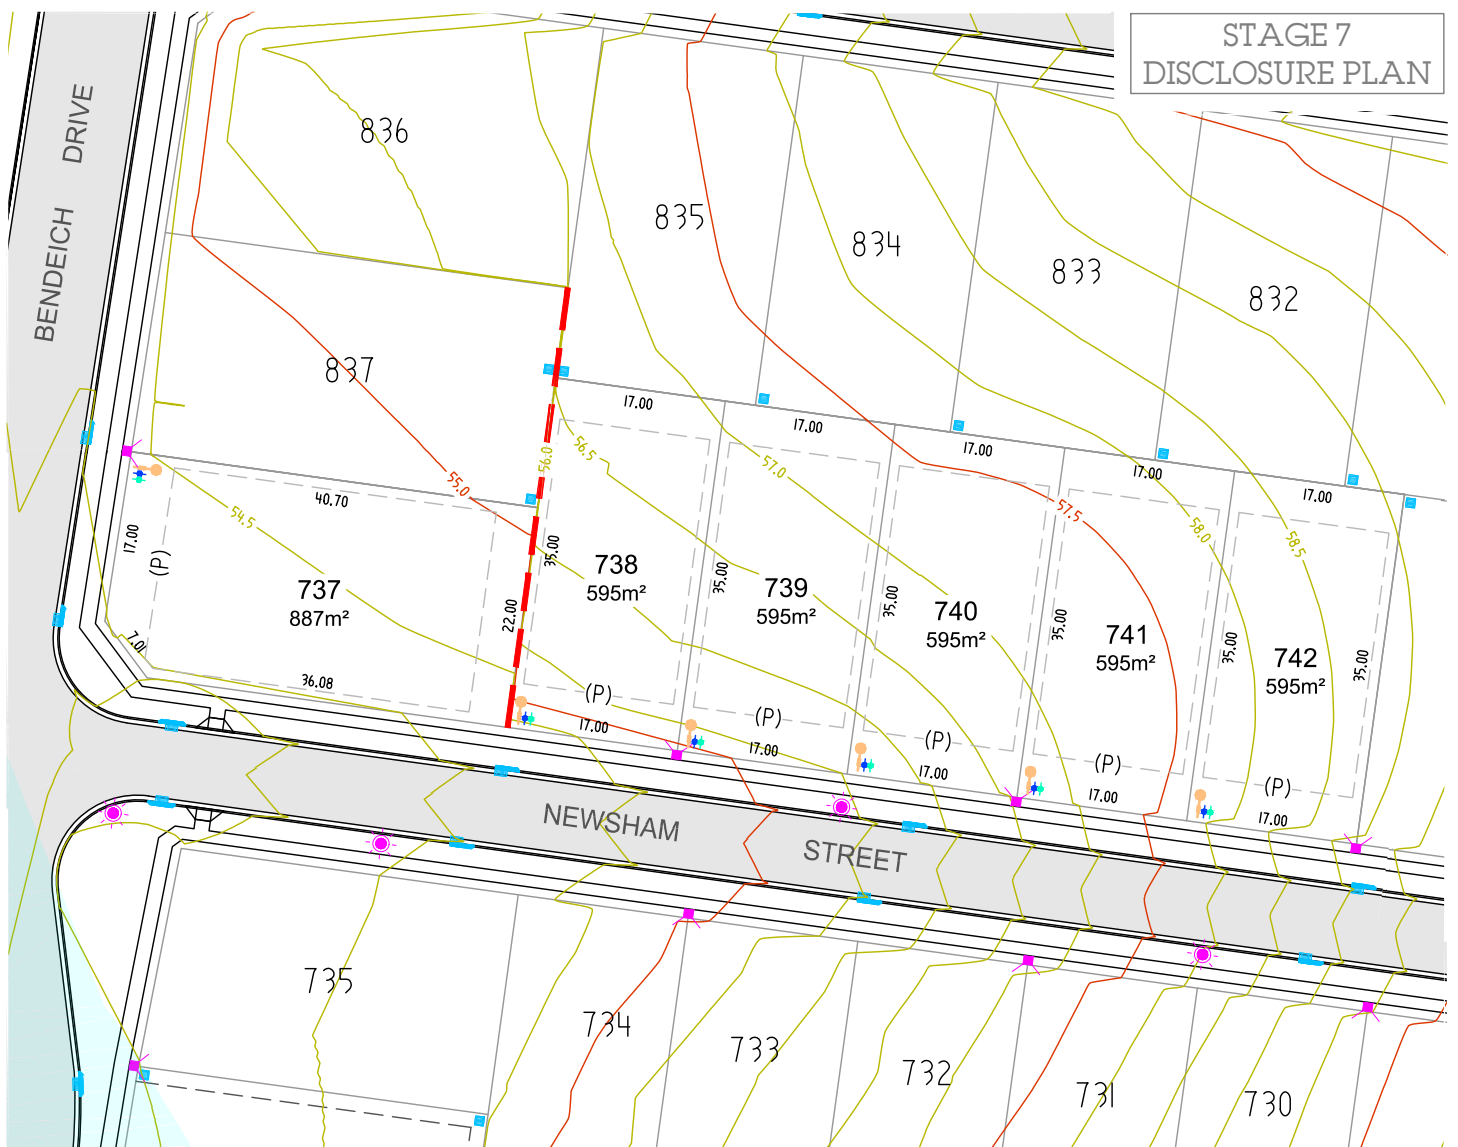 STAGE 7
DISCLOSURE PLAN
BENDEICH DRIVE
836
835
834
833
832
837
17.00
17.00
17.00
17.00
17.00
56.0
56.5
57.0
57.5
58.0
58.5
55.0
54.5
40.70
17.00
(P)
737
887m²
22.00
7.01
36.08
35.00
738
595m²
(P)
17.00
35.00
739
595m²
(P)
17.00
35.00
740
595m²
(P)
17.00
35.00
741
595m²
(P)
17.00
35.00
742
595m²
(P)
17.00
35.00
NEWSHAM STREET
735
734
733
732
731
730